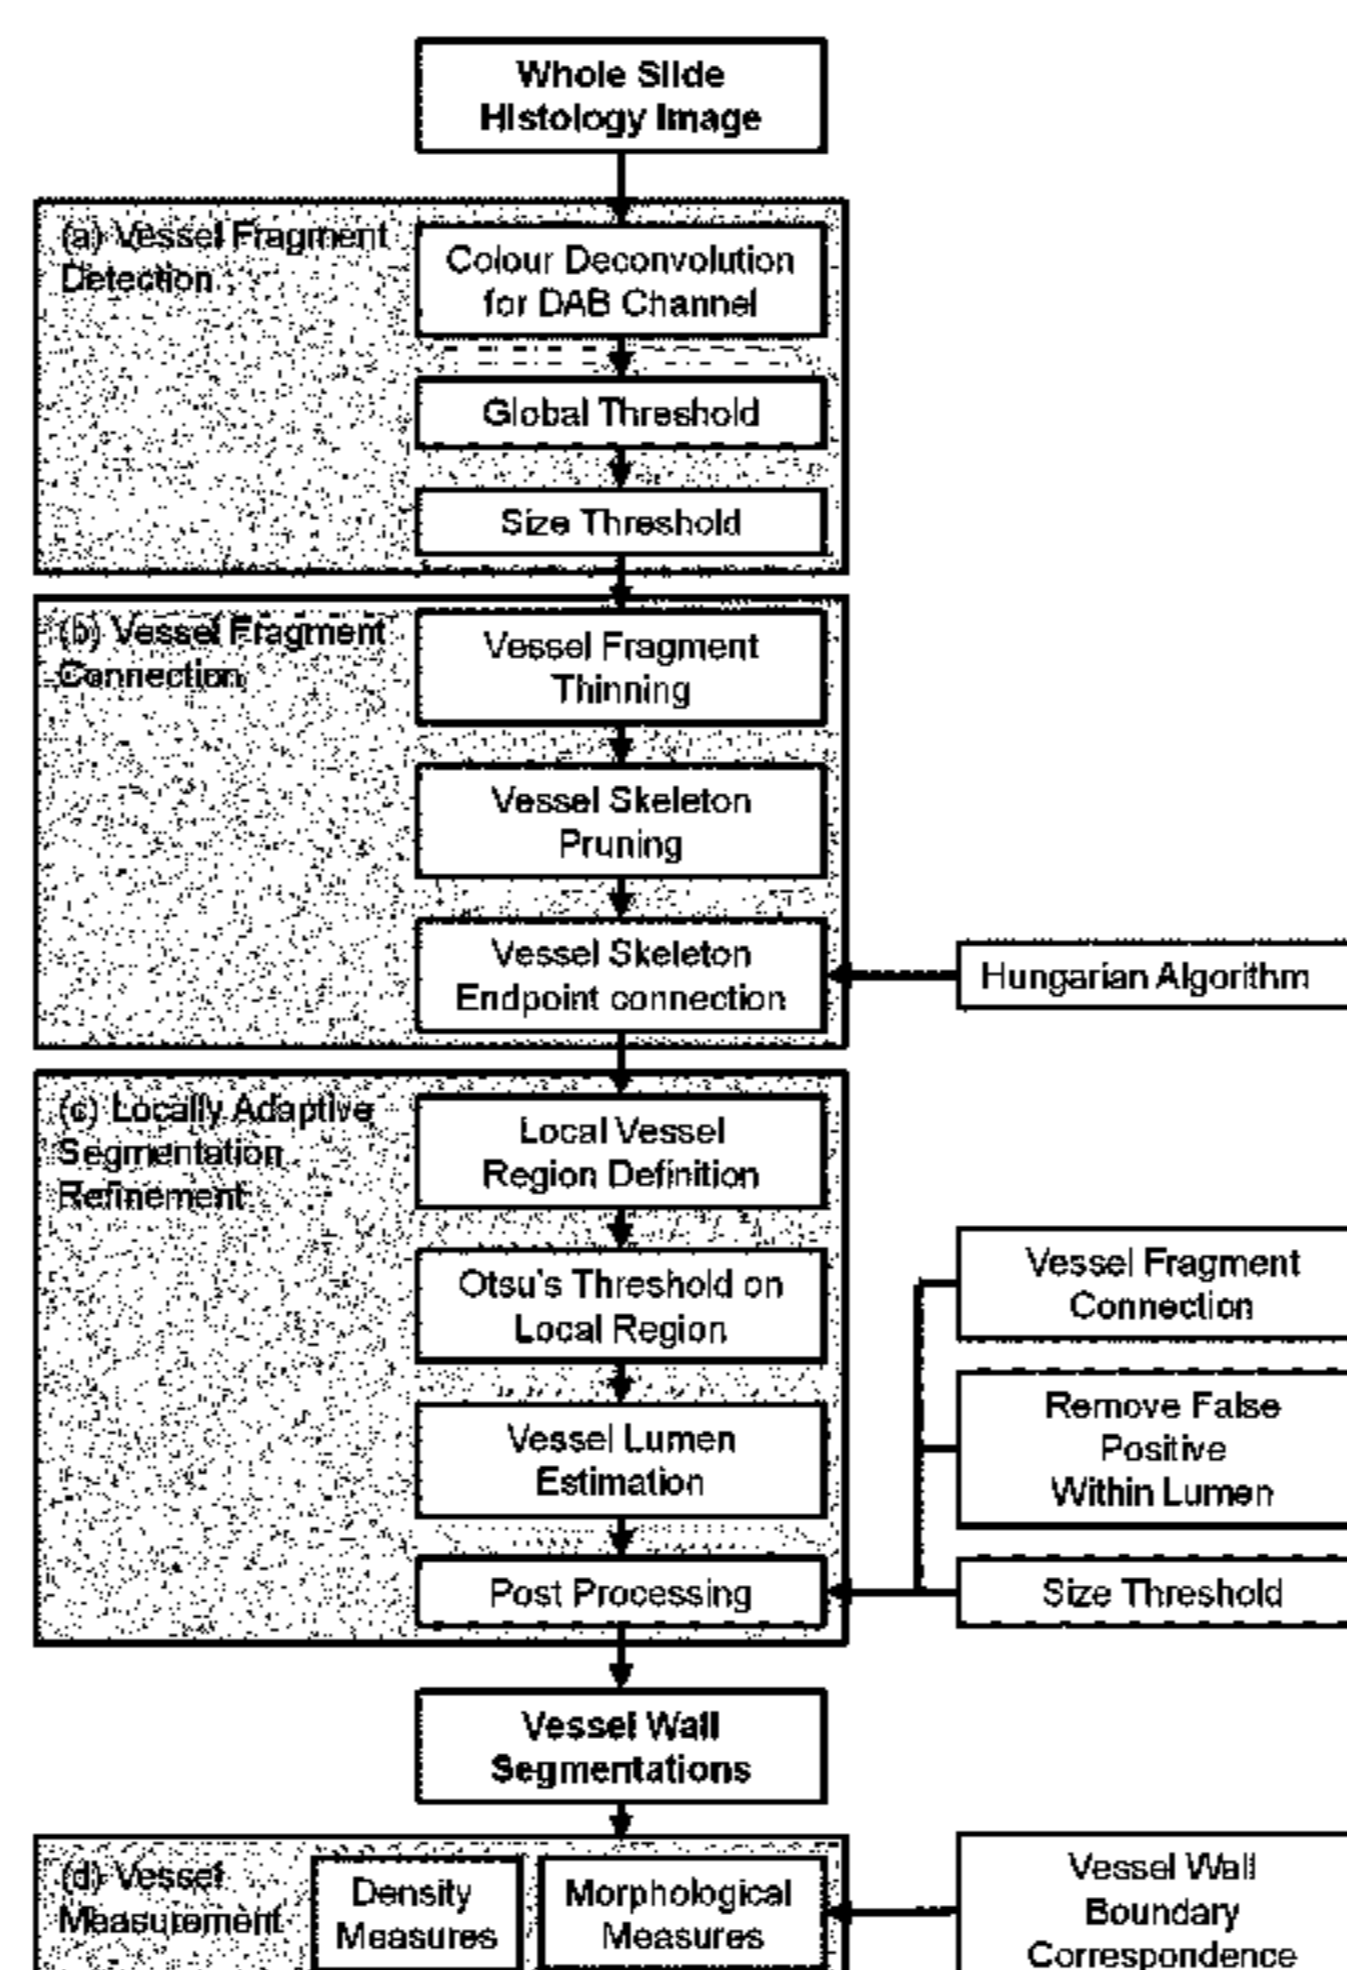 Whole Slide
Histology Image
(a) Vessel Fragment
Detection
Colour Deconvolution
for DAB Channel
Global Threshold
Size Threshold
(b) Vessel Fragment
Connection
Vessel Fragment
Thinning
Vessel Skeleton
Pruning
Vessel Skeleton
Endpoint connection
Hungarian Algorithm
(c) Locally Adaptive
Segmentation
Refinement
Local Vessel
Region Definition
Otsu's Threshold on
Local Region
Vessel Lumen
Estimation
Post Processing
Vessel Fragment
Connection
Remove False
Positive
Within Lumen
Size Threshold
Vessel Wall
Segmentations
(d) Vessel
Measurement
Density
Measures
Morphological
Measures
Vessel Wall
Boundary
Correspondence